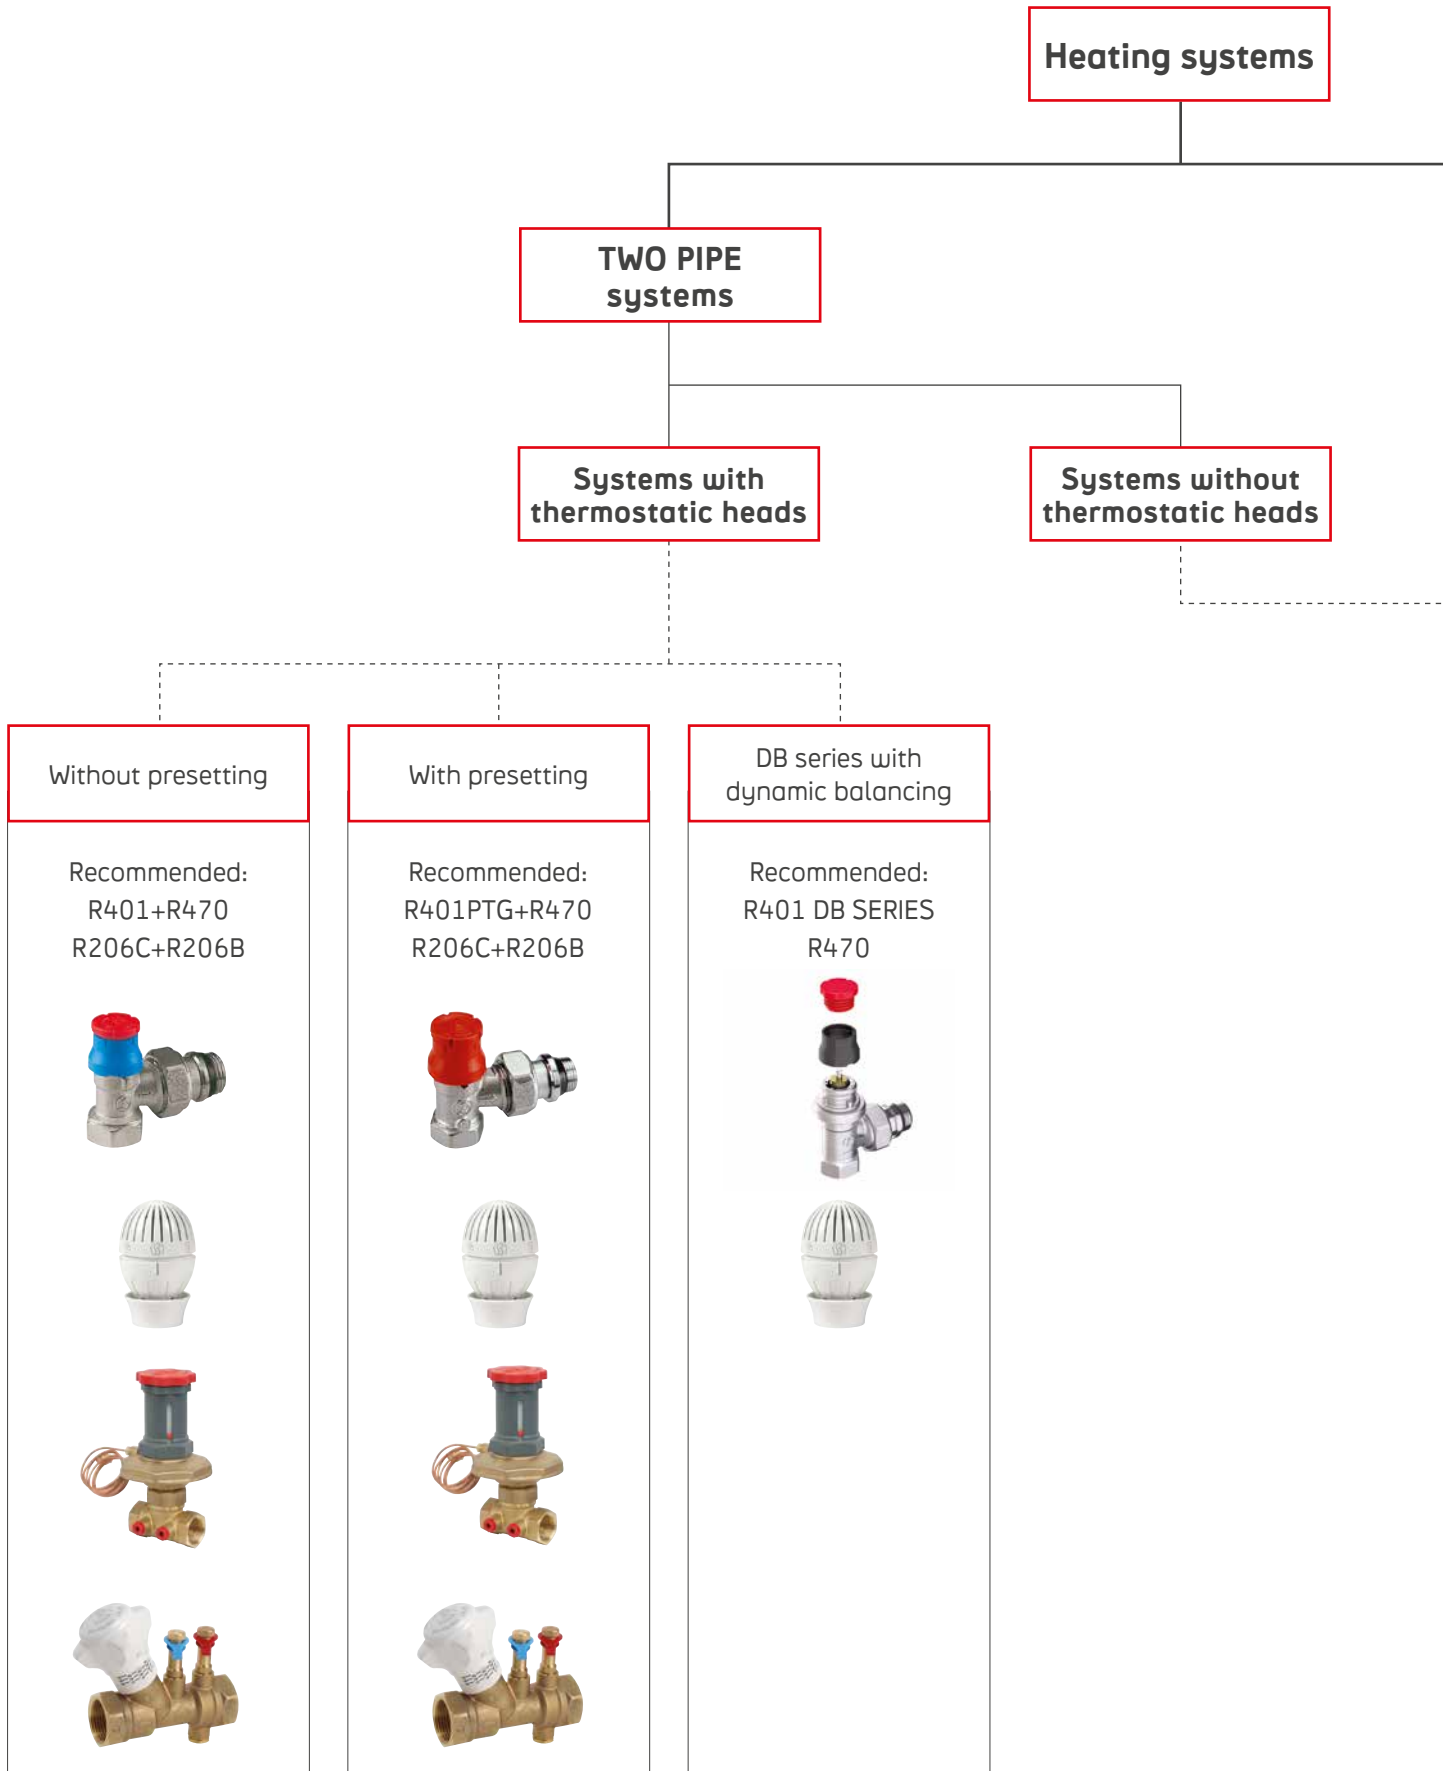 Heating systems
TWO PIPE
systems
Systems with
thermostatic heads
Systems without
thermostatic heads
Without presetting
With presetting
DB series with
dynamic balancing
Recommended:
R401+R470
R206C+R206B
Recommended:
R401PTG+R470
R206C+R206B
Recommended:
R401 DB SERIES
R470